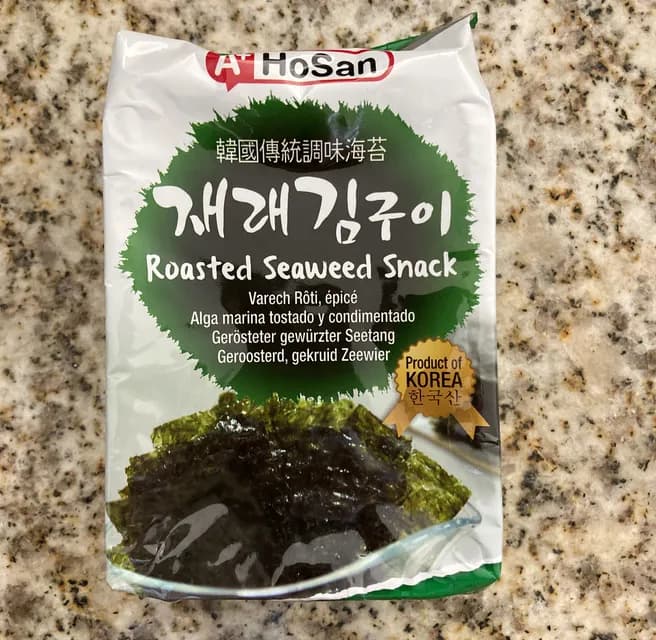 A+ HoSan
韓國傳統調味海苔
재래김구이
Roasted Seaweed Snack
Varech Rôti, épicé
Alga marina tostado y condimentado
Gerösteter gewürzter Seetang
Geroosterd, gekruid Zeewier
Product of
KOREA
한국산